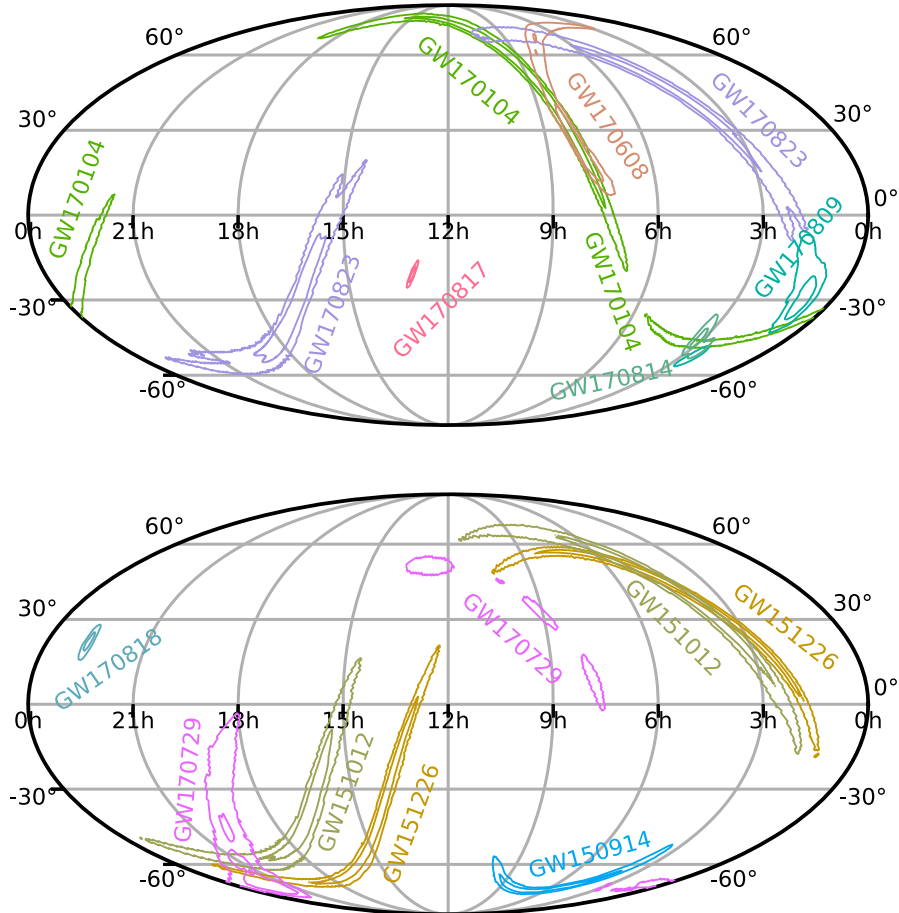 60° 60°
GW170104 GW170608 GW170823
30° 30°
GW170104
0° GW170809
0h 21h 18h 15h 12h 9h 6h 3h 0h
GW170823 GW170817 GW170104
-30° -30°
GW170814
-60° -60°
60° 60°
GW170729 GW151012 GW151226
30° 30°
GW170818
0°
0h 21h 18h 15h 12h 9h 6h 3h 0h
GW170729 GW151012 GW151226
-30° -30°
GW150914
-60° -60°